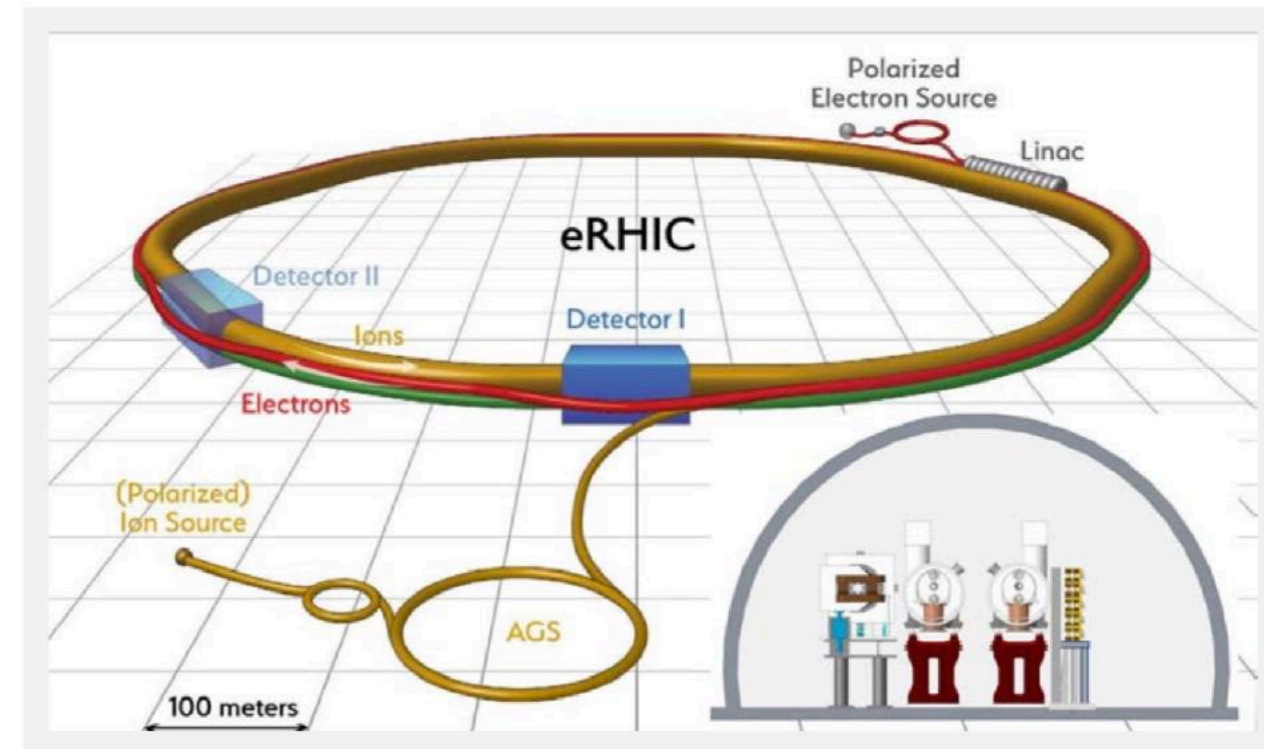 Polarized
Electron Source
Linac
eRHIC
Detector II
Detector I
Ions
Electrons
(Polarized)
Ion Source
AGS
100 meters